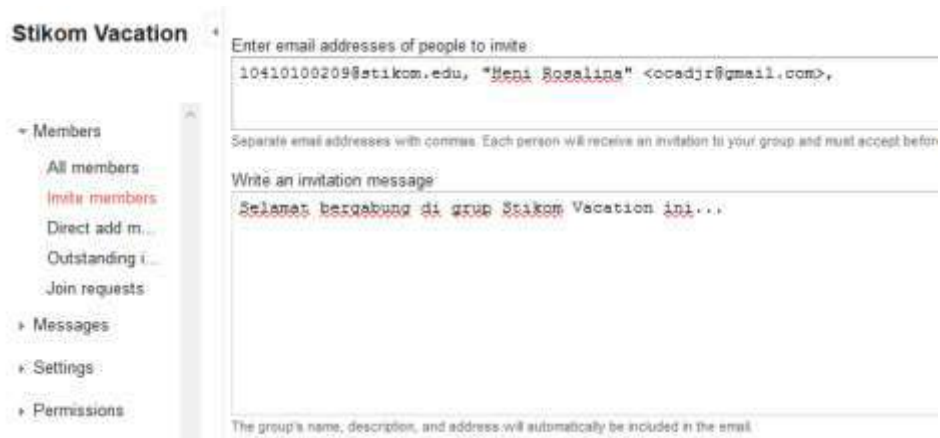 Stikom Vacation
Enter email addresses of people to invite
10410100209@stikom.edu, "Heni Rosalina" <ocadjr@gmail.com>,
Separate email addresses with commas. Each person will receive an invitation to your group and must accept before
Members
All members
Invite members
Direct add m...
Outstanding i...
Join requests
Messages
Settings
Permissions
Write an invitation message
Selamat bergabung di grup Stikom Vacation ini...
The group's name, description, and address will automatically be included in the email.